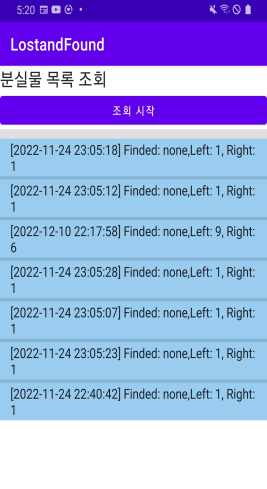 5:20
LostandFound
분실물 목록 조회
조회 시작
[2022-11-24 23:05:18] Finded: none,Left: 1, Right:
1
[2022-11-24 23:05:12] Finded: none,Left: 1, Right:
1
[2022-12-10 22:17:58] Finded: none,Left: 9, Right:
6
[2022-11-24 23:05:28] Finded: none,Left: 1, Right:
1
[2022-11-24 23:05:07] Finded: none,Left: 1, Right:
1
[2022-11-24 23:05:23] Finded: none,Left: 1, Right:
1
[2022-11-24 22:40:42] Finded: none,Left: 1, Right:
1